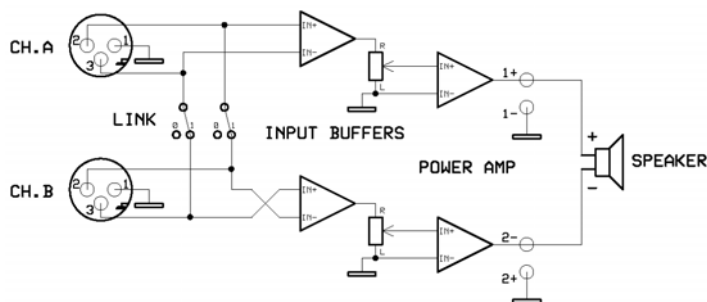 CH.A
2
1
3
IN+
IN-
R
L
IN+
IN-
1+
1-
LINK
0
1
0
1
INPUT BUFFERS
POWER AMP
+
-
SPEAKER
CH.B
2
1
3
IN+
IN-
R
L
IN+
IN-
2-
2+